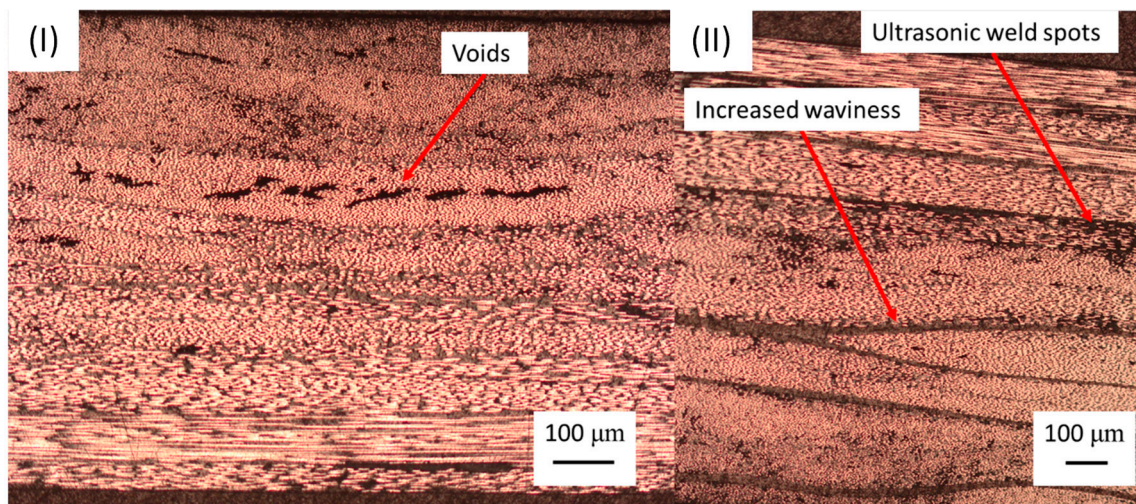 (I)
Voids
100 μm
(II)
Ultrasonic weld spots
Increased waviness
100 μm